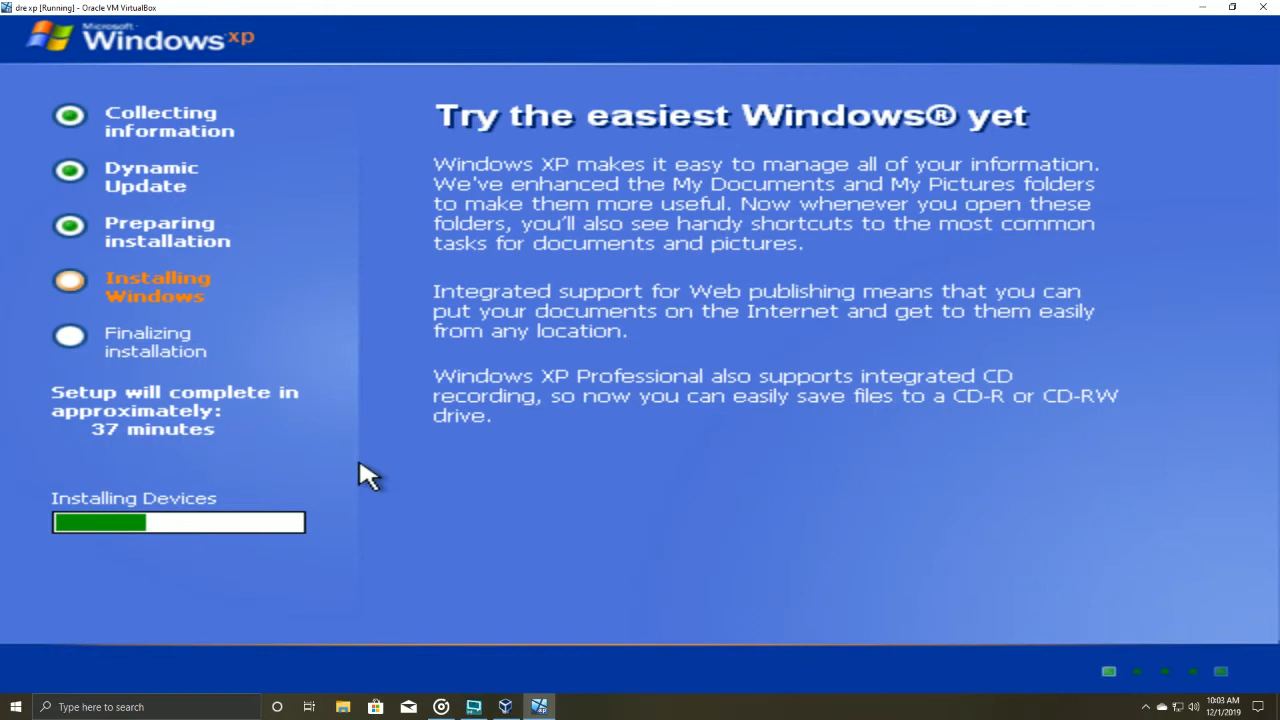 dre xp [Running] - Oracle VM VirtualBox
Microsoft
Windows xp
Collecting
information
Dynamic
Update
Preparing
installation
Installing
Windows
Finalizing
installation
Setup will complete in
approximately:
37 minutes
Installing Devices
Try the easiest Windows® yet
Windows XP makes it easy to manage all of your information.
We've enhanced the My Documents and My Pictures folders
to make them more useful. Now whenever you open these
folders, you'll also see handy shortcuts to the most common
tasks for documents and pictures.
Integrated support for Web publishing means that you can
put your documents on the Internet and get to them easily
from any location.
Windows XP Professional also supports integrated CD
recording, so now you can easily save files to a CD-R or CD-RW
drive.
Type here to search
10:03 AM
12/1/2019